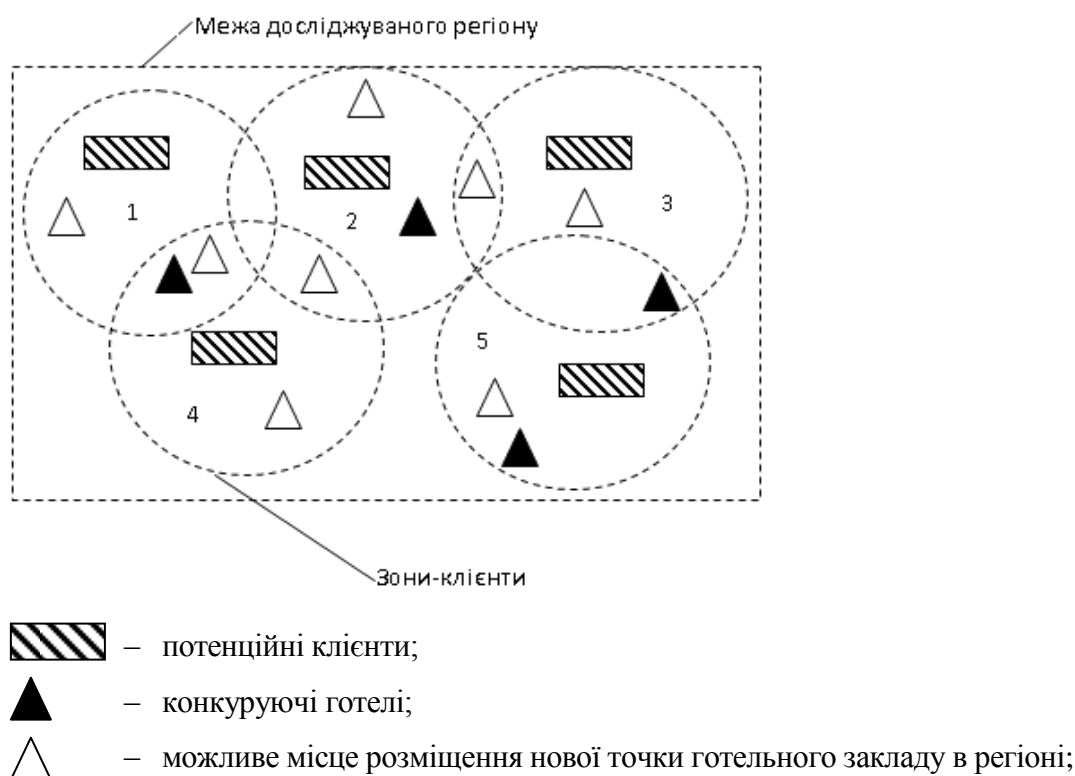 Межа досліджуваного регіону
1
2
3
4
5
Зони-клієнти
– потенційні клієнти;
– конкуруючі готелі;
– можливе місце розміщення нової точки готельного закладу в регіоні;